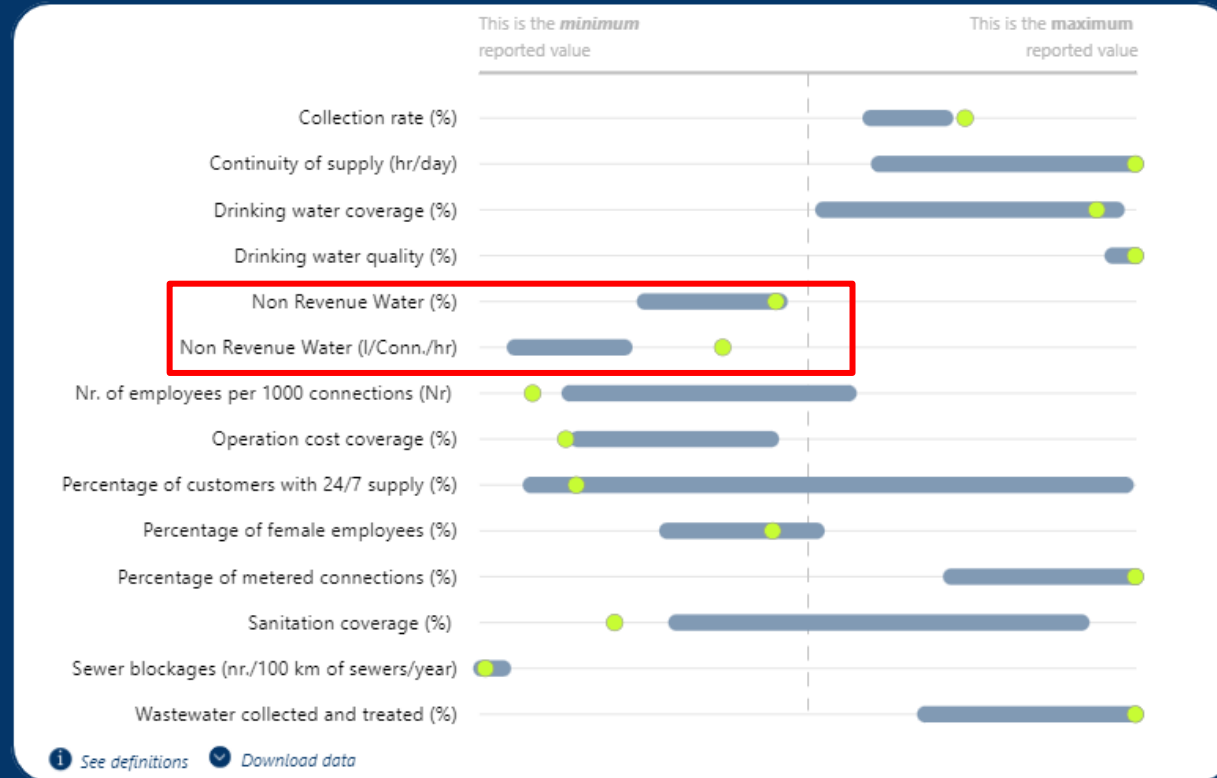 This is the minimum
reported value
This is the maximum
reported value
Collection rate (%)
Continuity of supply (hr/day)
Drinking water coverage (%)
Drinking water quality (%)
Non Revenue Water (%)
Non Revenue Water (l/Conn./hr)
Nr. of employees per 1000 connections (Nr)
Operation cost coverage (%)
Percentage of customers with 24/7 supply (%)
Percentage of female employees (%)
Percentage of metered connections (%)
Sanitation coverage (%)
Sewer blockages (nr./100 km of sewers/year)
Wastewater collected and treated (%)
i See definitions Download data